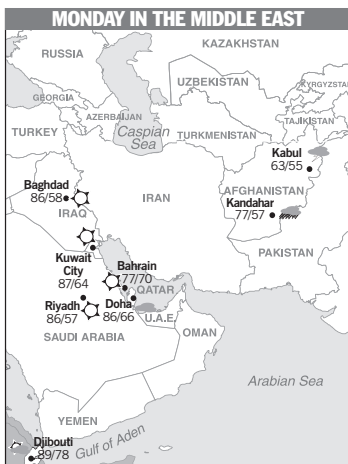 MONDAY IN THE MIDDLE EAST
KAZAKHSTAN
RUSSIA
UZBEKISTAN
KYRGYZSTAN
GEORGIA
TAJIKISTAN
AZERBAIJAN
TURKEY
Caspian
Sea
TURKMENISTAN
Kabul
63/55
Baghdad
86/58
IRAN
AFGHANISTAN
Kandahar
77/57
IRAQ
PAKISTAN
Kuwait
City
87/64
Bahrain
77/70
QATAR
Riyadh
86/57
Doha
86/66
U.A.E.
SAUDI ARABIA
OMAN
Arabian Sea
YEMEN
Djibouti
89/78
Gulf of Aden